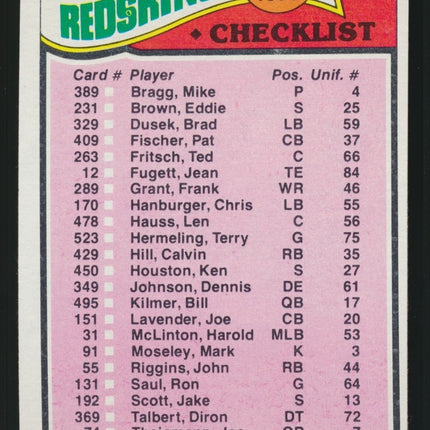 REDSKINS
• CHECKLIST
Card # Player Pos. Unif. #
389 Bragg, Mike P 4
231 Brown, Eddie S 25
329 Dusek, Brad LB 59
409 Fischer, Pat CB 37
263 Fritsch, Ted C 66
12 Fugett, Jean TE 84
289 Grant, Frank WR 46
170 Hanburger, Chris LB 55
478 Hauss, Len C 56
523 Hermeling, Terry G 75
429 Hill, Calvin RB 35
450 Houston, Ken S 27
349 Johnson, Dennis DE 61
495 Kilmer, Bill QB 17
151 Lavender, Joe CB 20
31 McLinton, Harold MLB 53
91 Moseley, Mark K 3
55 Riggins, John RB 44
131 Saul, Ron G 64
192 Scott, Jake S 13
369 Talbert, Diron DT 72